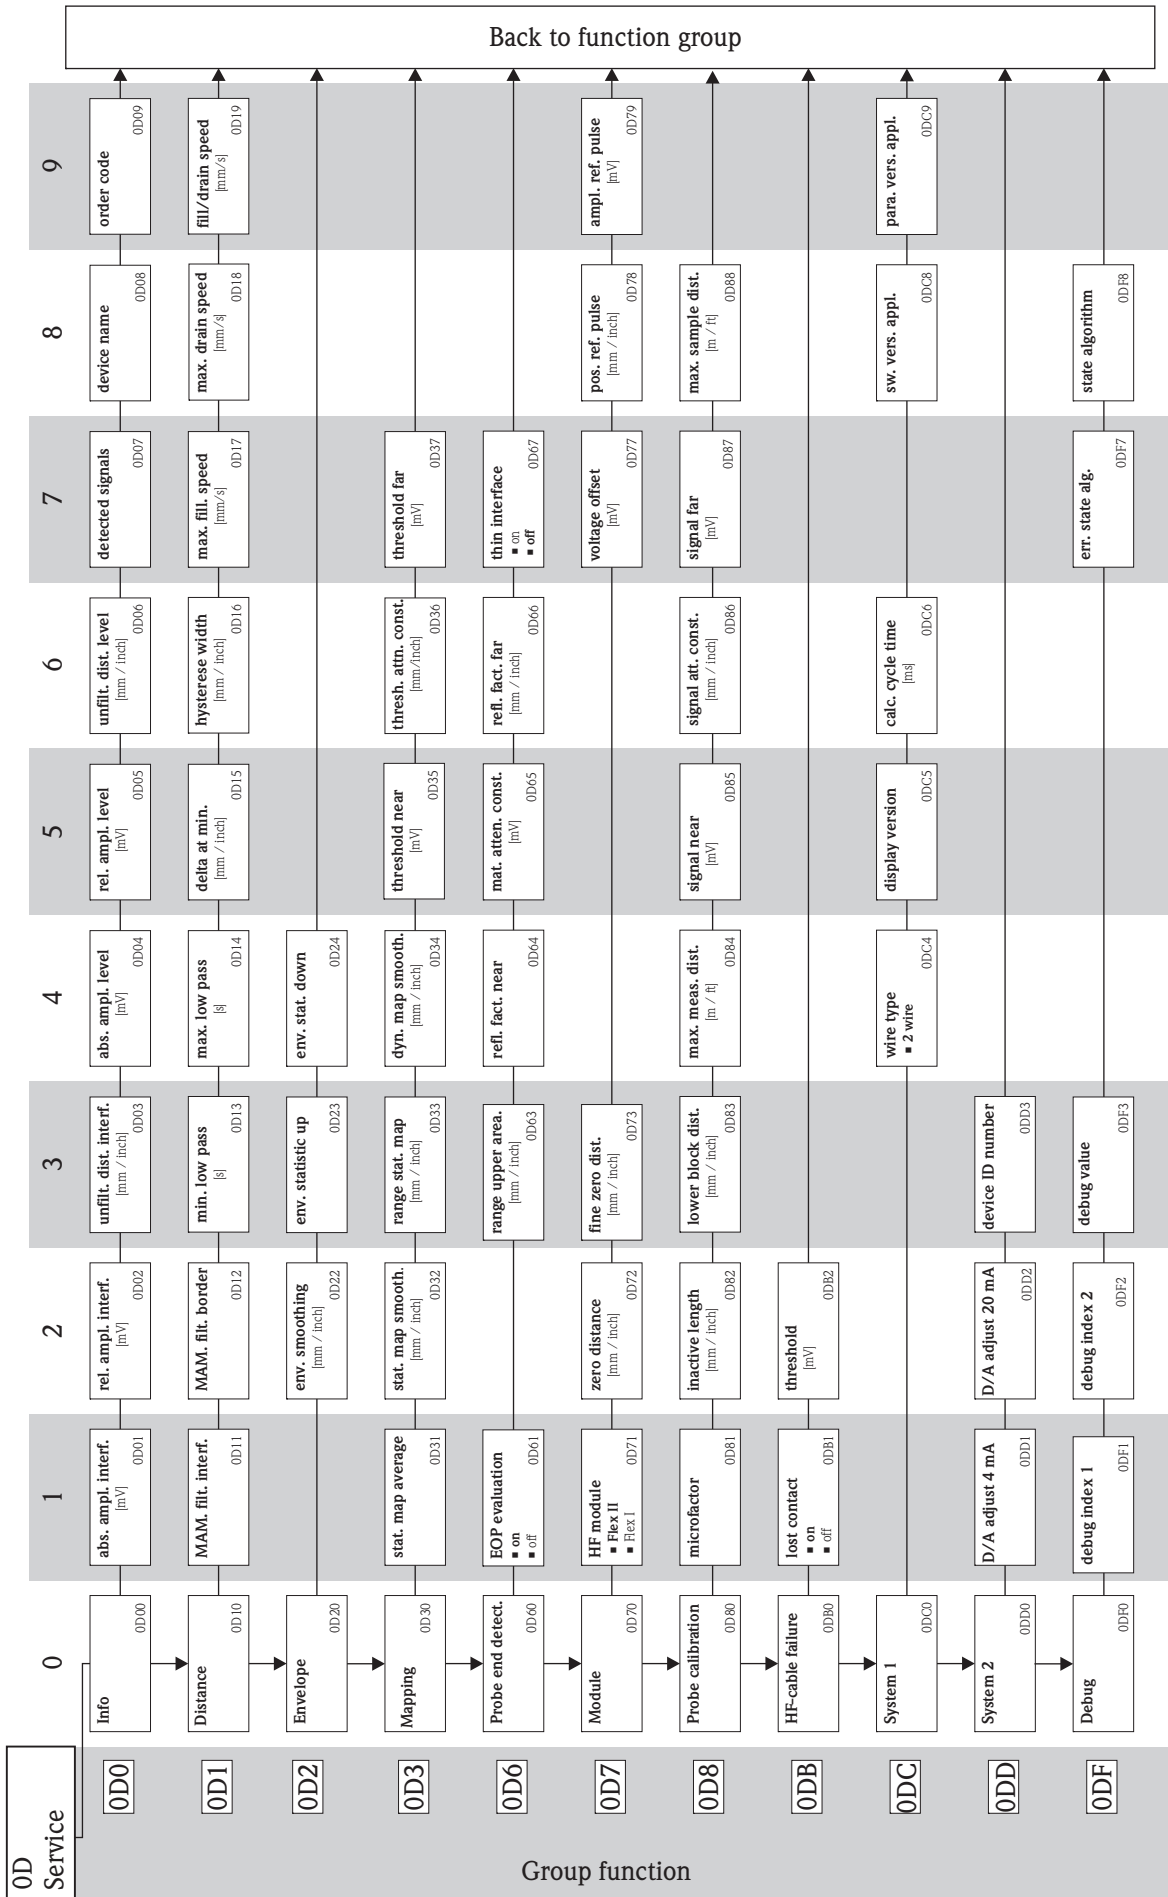 Back to function group
0
1
2
3
4
5
6
7
8
9
0D
Service
Group function
0D0
Info
0D00
abs. ampl. interf.
[mV]
0D01
rel. ampl. interf.
[mV]
0D02
unfilt. dist. interf.
[mm / inch]
0D03
abs. ampl. level
[mV]
0D04
rel. ampl. level
[mV]
0D05
unfilt. dist. level
[mm / inch]
0D06
detected signals
0D07
device name
0D08
order code
0D09
0D1
Distance
0D10
MAM. filt. interf.
0D11
MAM. filt. border
0D12
min. low pass
[s]
0D13
max. low pass
[s]
0D14
delta at min.
[mm / inch]
0D15
hysterese width
[mm / inch]
0D16
max. fill. speed
[mm/s]
0D17
max. drain speed
[mm/s]
0D18
fill/drain speed
[mm/s]
0D19
0D2
Envelope
0D20
env. smoothing
[mm / inch]
0D22
env. statistic up
0D23
env. stat. down
0D24
0D3
Mapping
0D30
stat. map average
0D31
stat. map smooth.
[mm / inch]
0D32
range stat. map
[mm / inch]
0D33
dyn. map smooth.
[mm / inch]
0D34
threshold near
[mV]
0D35
thresh. attn. const.
[mm/inch]
0D36
threshold far
[mV]
0D37
0D6
Probe end detect.
0D60
EOP evaluation
▪ on
▪ off
0D61
range upper area.
[mm / inch]
0D63
refl. fact. near
0D64
mat. atten. const.
[mV]
0D65
refl. fact. far
[mm / inch]
0D66
thin interface
▪ on
▪ off
0D67
0D7
Module
0D70
HF module
▪ Flex II
▪ Flex I
0D71
zero distance
[mm / inch]
0D72
fine zero dist.
[mm / inch]
0D73
voltage offset
[mV]
0D77
pos. ref. pulse
[mm / inch]
0D78
ampl. ref. pulse
[mV]
0D79
0D8
Probe calibration
0D80
microfactor
0D81
inactive length
[mm / inch]
0D82
lower block dist.
[mm / inch]
0D83
max. meas. dist.
[m / ft]
0D84
signal near
[mV]
0D85
signal att. const.
[mm / inch]
0D86
signal far
[mV]
0D87
max. sample dist.
[m / ft]
0D88
0DB
HF-cable failure
0DB0
lost contact
▪ on
▪ off
0DB1
threshold
[mV]
0DB2
0DC
System 1
0DC0
wire type
▪ 2 wire
0DC4
display version
0DC5
calc. cycle time
[ms]
0DC6
sw. vers. appl.
0DC8
para. vers. appl.
0DC9
0DD
System 2
0DD0
D/A adjust 4 mA
0DD1
D/A adjust 20 mA
0DD2
device ID number
0DD3
0DF
Debug
0DF0
debug index 1
0DF1
debug index 2
0DF2
debug value
0DF3
err. state alg.
0DF7
state algorithm
0DF8